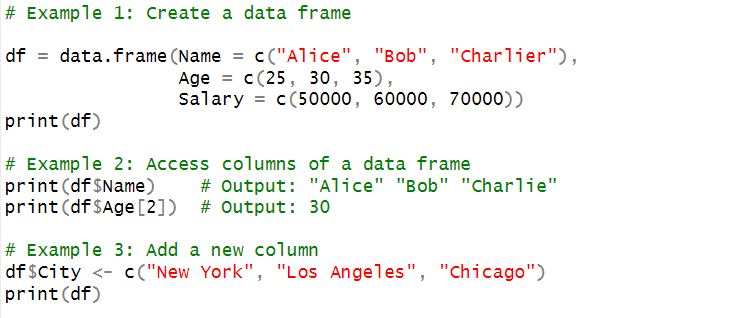 # Example 1: Create a data frame
df = data.frame(Name = c("Alice", "Bob", "Charlier"),
                Age = c(25, 30, 35),
                Salary = c(50000, 60000, 70000))
print(df)
# Example 2: Access columns of a data frame
print(df$Name)    # Output: "Alice" "Bob" "Charlie"
print(df$Age[2])  # Output: 30
# Example 3: Add a new column
df$City <- c("New York", "Los Angeles", "Chicago")
print(df)